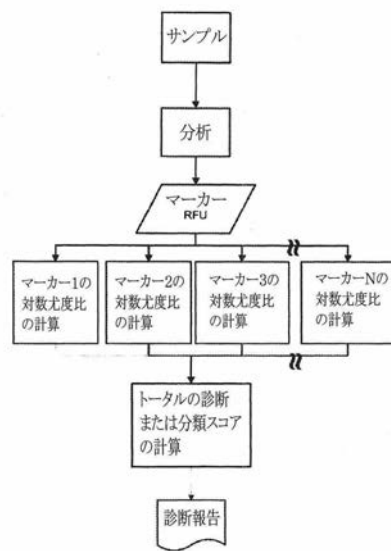 サンプル
分析
マーカー
RFU
マーカー1の
対数尤度比
の計算
マーカー2の
対数尤度比
の計算
マーカー3の
対数尤度比
の計算
マーカーNの
対数尤度比
の計算
トータルの診断
または分類スコア
の計算
診断報告